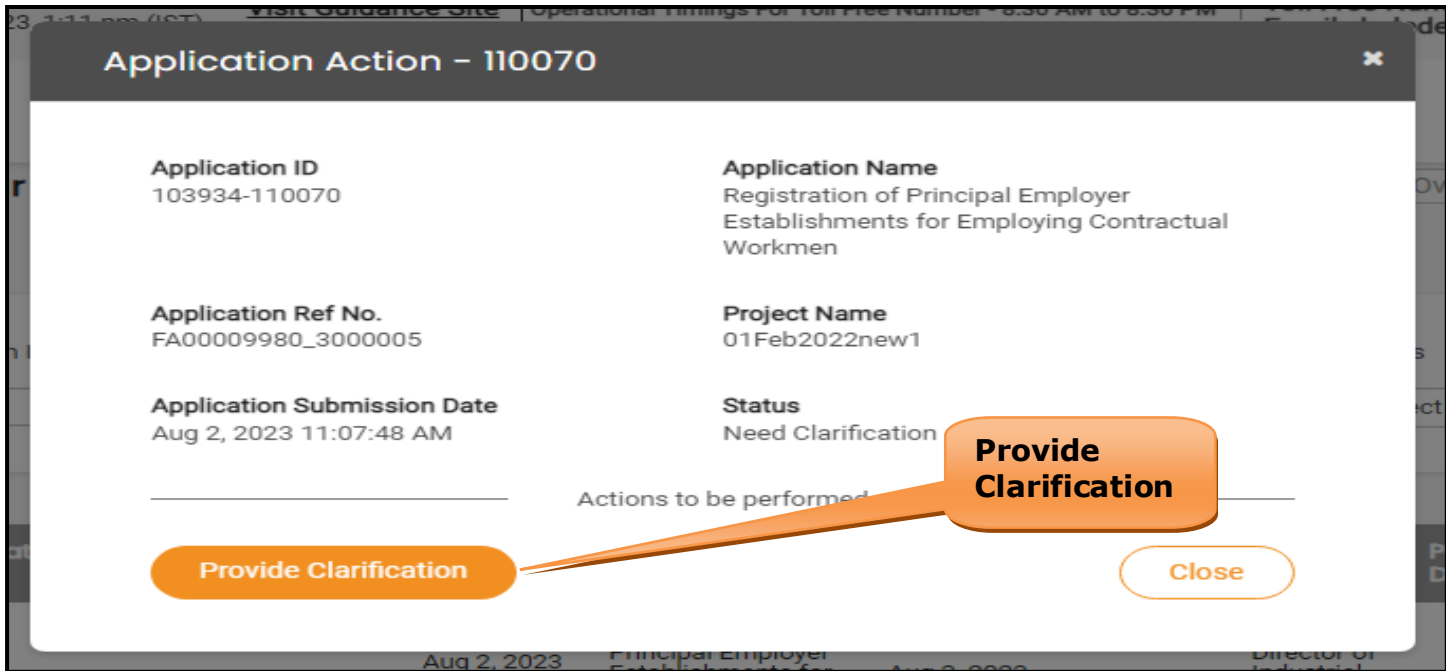 Visit Guidance Site
Operational Timings For Toll Free Number - 8:30 AM to 8:30 PM
Application Action - 110070
✖
Application ID
103934-110070
Application Name
Registration of Principal Employer
Establishments for Employing Contractual
Workmen
Application Ref No.
FA00009980_3000005
Project Name
01Feb2022new1
Application Submission Date
Aug 2, 2023 11:07:48 AM
Status
Need Clarification
Provide
Clarification
Actions to be performed
Provide Clarification
Close
Aug 2, 2023
Principal Employer
Director of